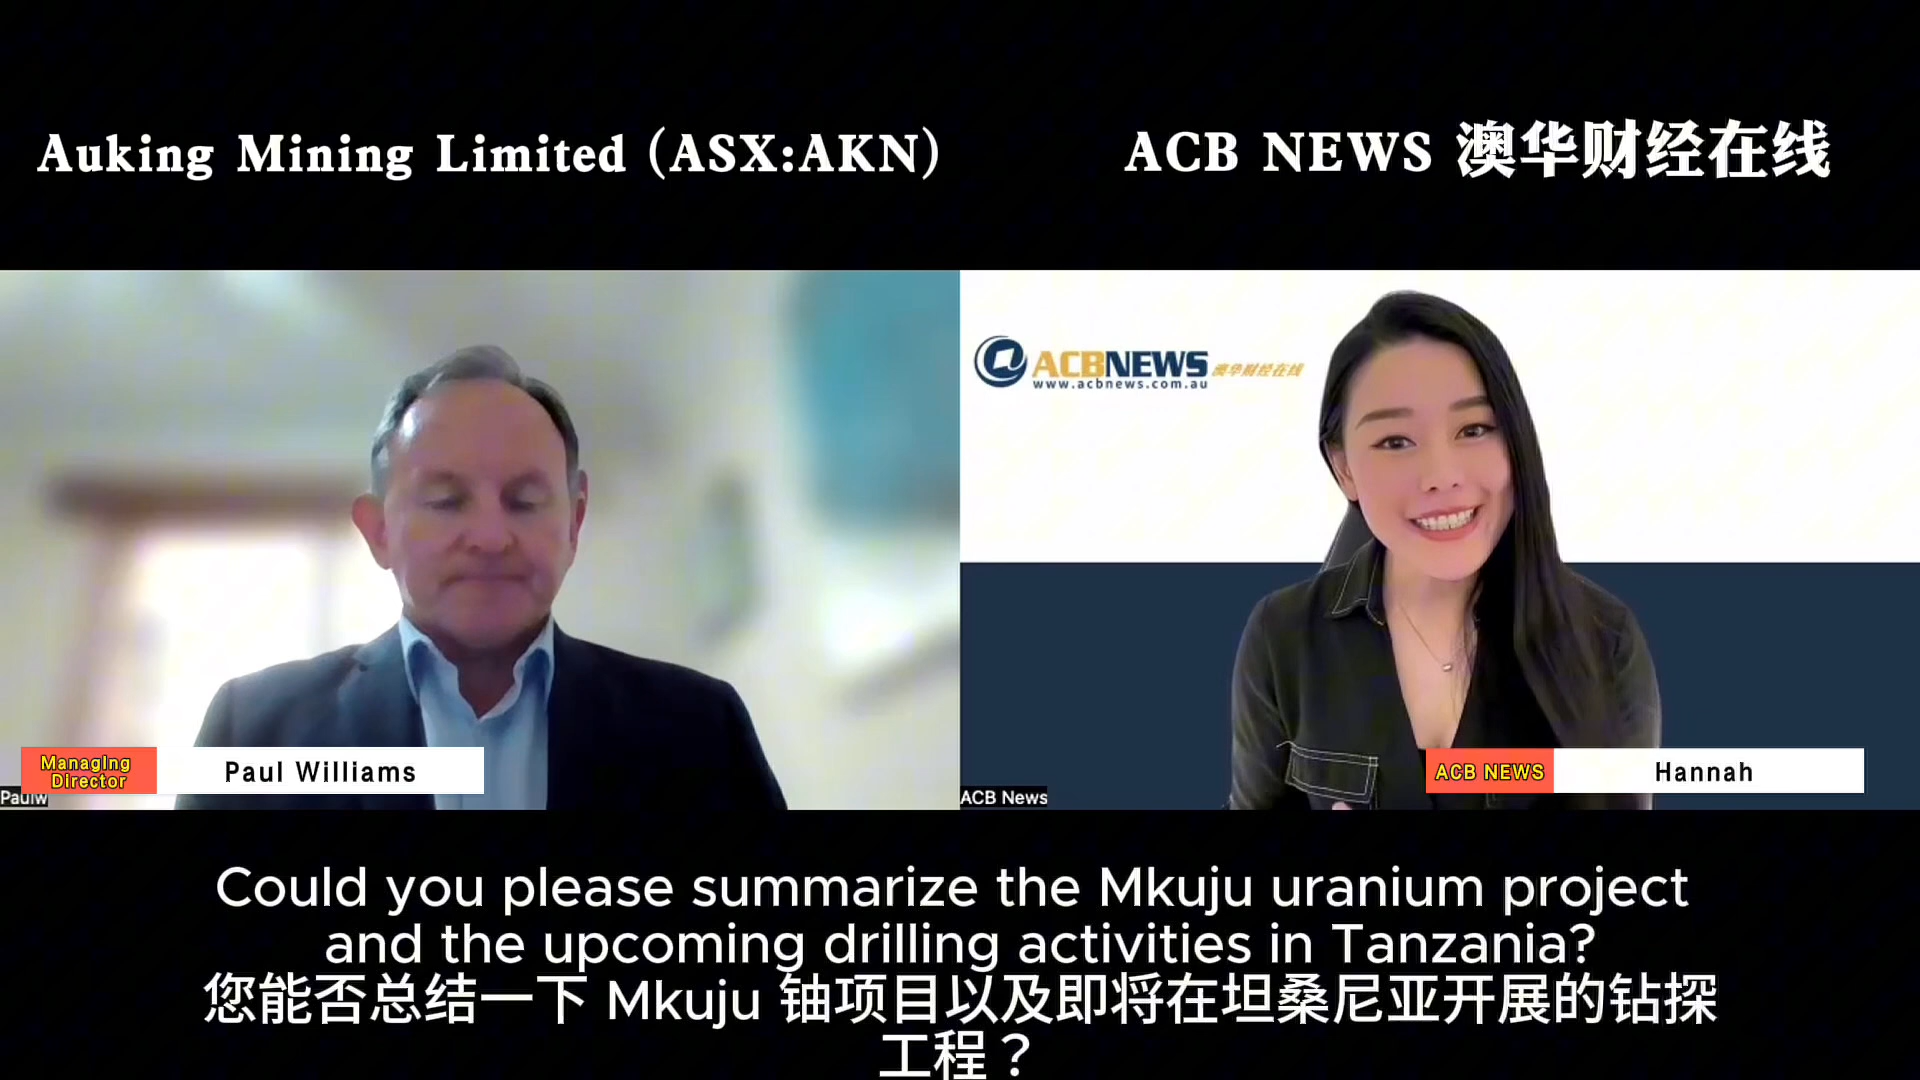 Auking Mining Limited (ASX:AKN)
ACB NEWS 澳华财经在线
ACBNEWS 澳华财经在线
www.acbnews.com.au
Managing
Director
Paul Williams
PaulW
ACB NEWS
Hannah
ACB News
Could you please summarize the Mkuju uranium project
and the upcoming drilling activities in Tanzania?
您能否总结一下 Mkuju 铀项目以及即将在坦桑尼亚开展的钻探
工程？